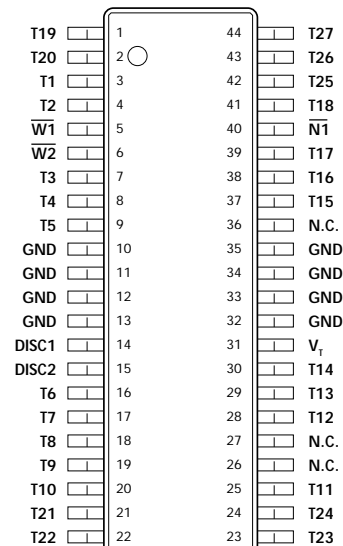 T19 1 44 T27
T20 2 43 T26
T1 3 42 T25
T2 4 41 T18
W̅1̅ 5 40 N̅1̅
W̅2̅ 6 39 T17
T3 7 38 T16
T4 8 37 T15
T5 9 36 N.C.
GND 10 35 GND
GND 11 34 GND
GND 12 33 GND
GND 13 32 GND
DISC1 14 31 VT
DISC2 15 30 T14
T6 16 29 T13
T7 17 28 T12
T8 18 27 N.C.
T9 19 26 N.C.
T10 20 25 T11
T21 21 24 T24
T22 22 23 T23